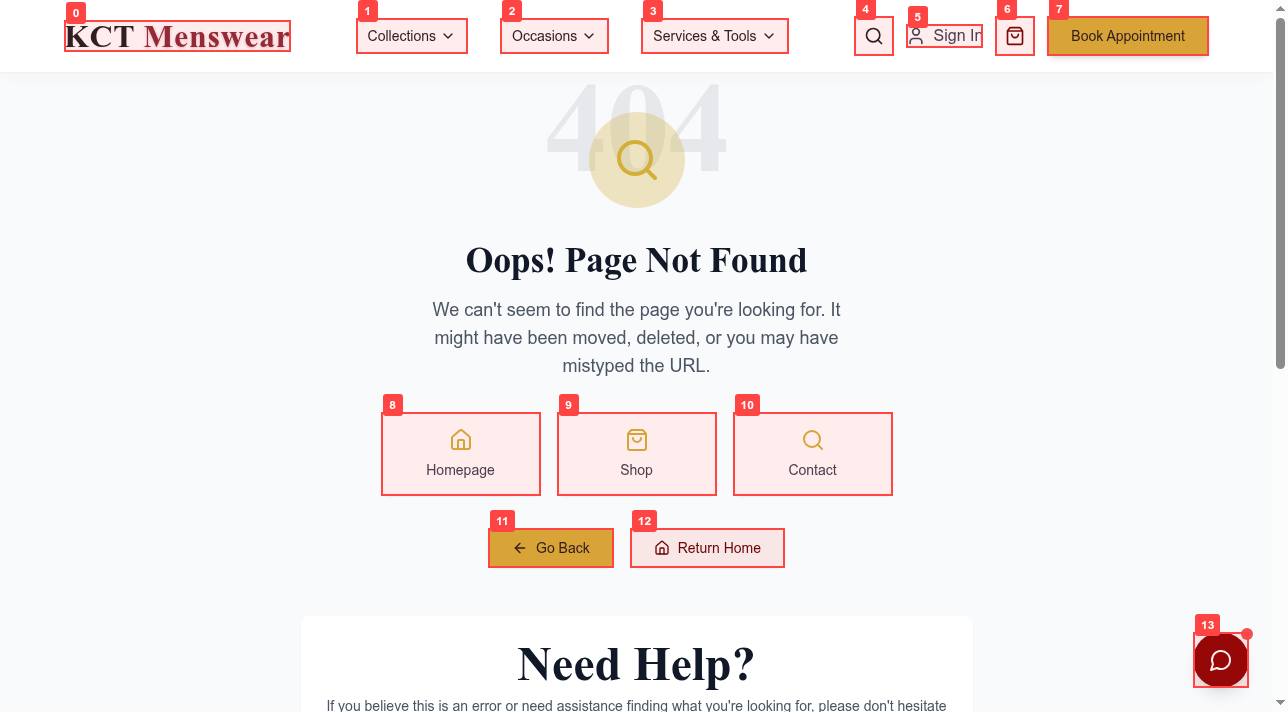 0
1
2
3
4
5
6
7
KCT Menswear
Collections
Occasions
Services & Tools
Sign In
Book Appointment
404
Oops! Page Not Found
We can't seem to find the page you're looking for. It
might have been moved, deleted, or you may have
mistyped the URL.
8
9
10
Homepage
Shop
Contact
11
12
Go Back
Return Home
13
Need Help?
If you believe this is an error or need assistance finding what you're looking for, please don't hesitate